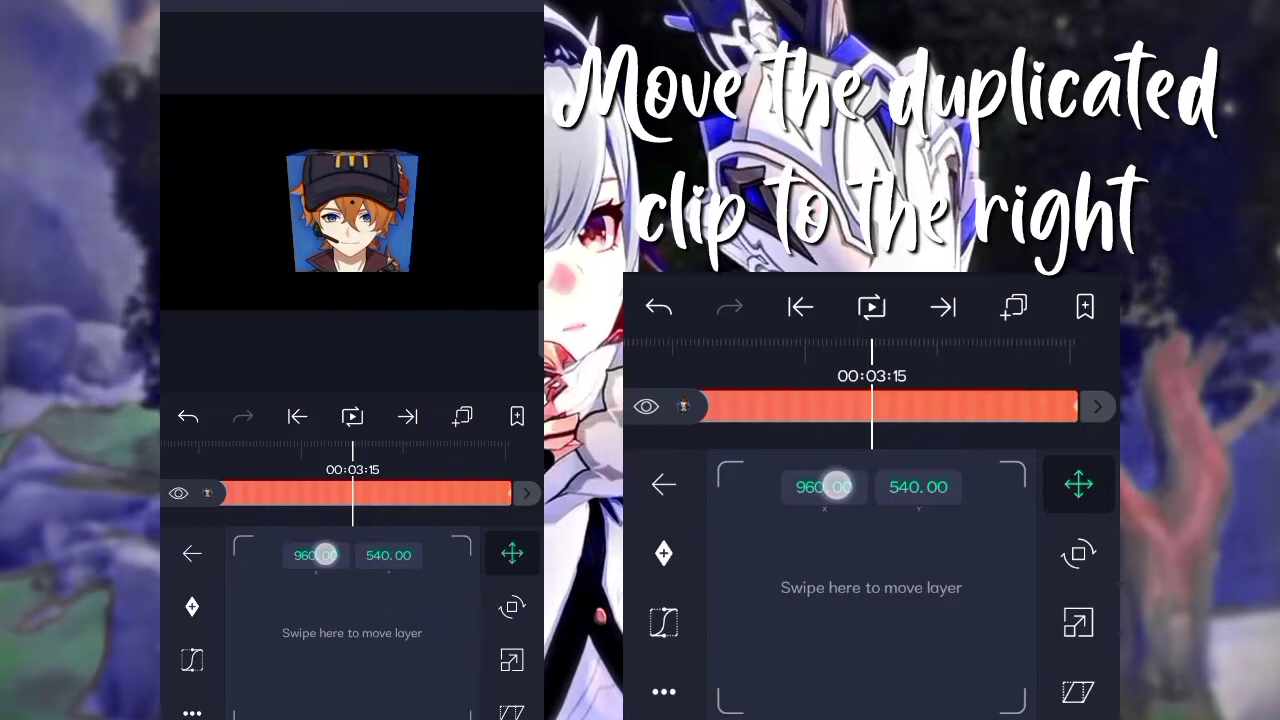 Move the duplicated
clip to the right
00:03:15
960.00 540.00
X Y
Swipe here to move layer
00:03:15
960.00 540.00
X Y
Swipe here to move layer